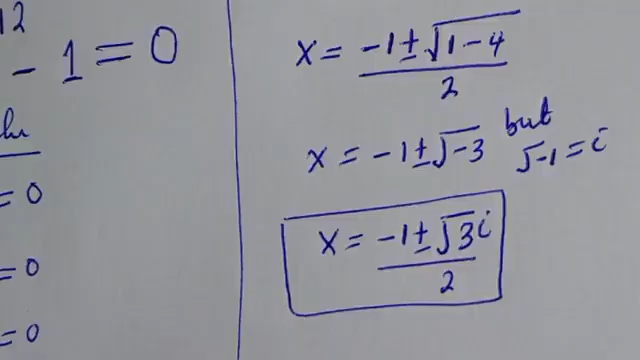 12
- 1 = 0
= 0
= 0
= 0
x = -1 ± √1 - 4
2
x = -1 ± √-3 but
√-1 = i
x = -1 ± √3 i
2